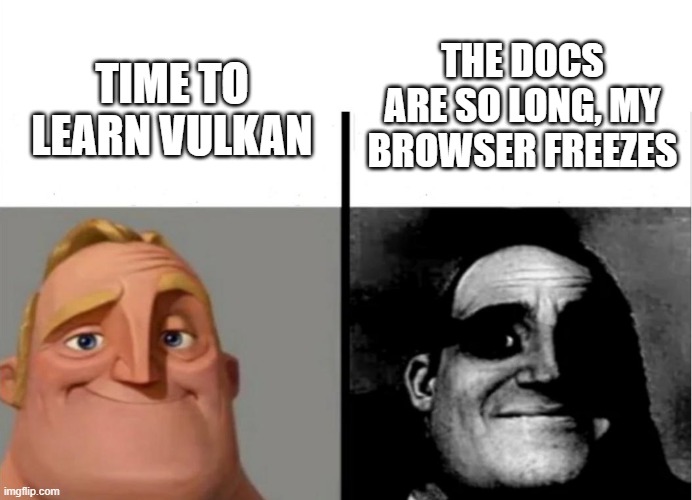 TIME TO
LEARN VULKAN
THE DOCS
ARE SO LONG, MY
BROWSER FREEZES
imgflip.com